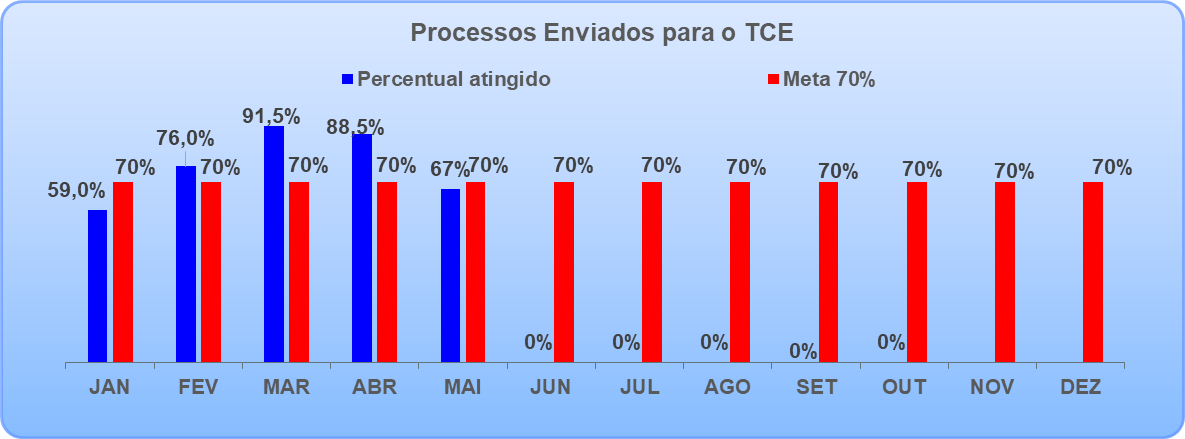 Processos Enviados para o TCE
Percentual atingido
Meta 70%
59,0% 70% 76,0% 70% 91,5% 70% 88,5% 70% 67% 70% 0% 70% 0% 70% 0% 70% 0% 70% 0% 70% 70% 70%
JAN FEV MAR ABR MAI JUN JUL AGO SET OUT NOV DEZ